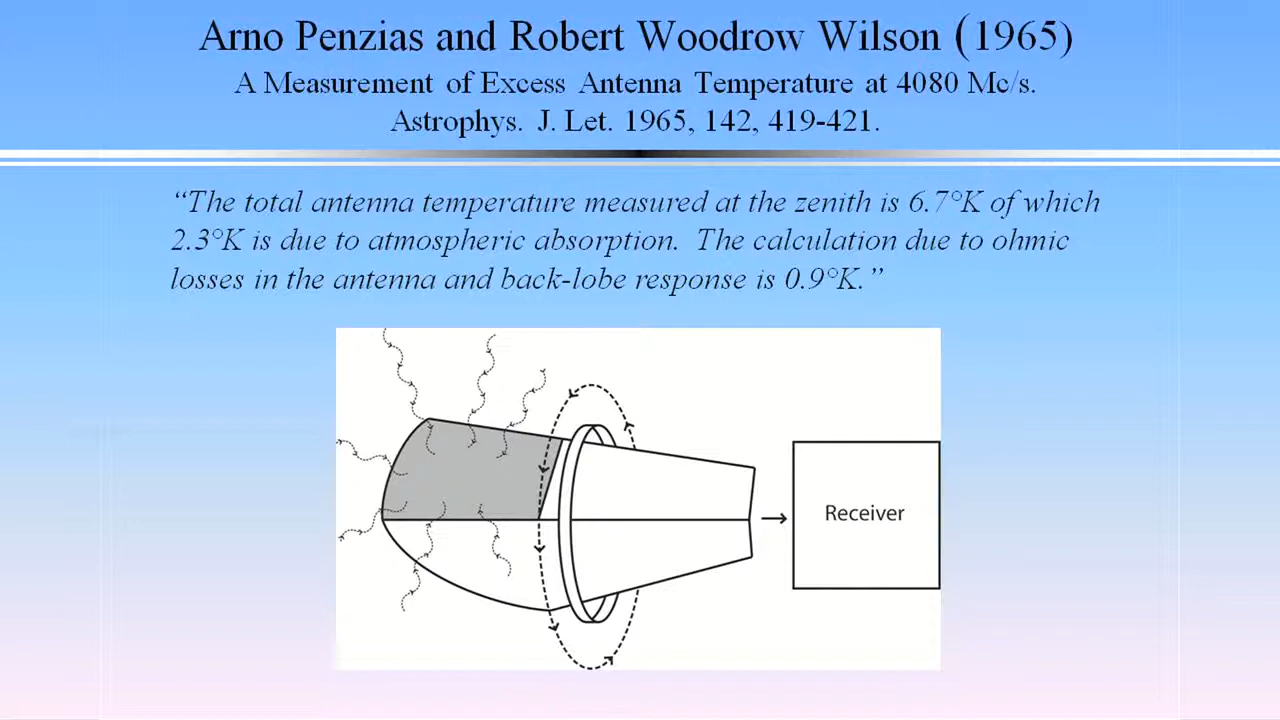 Arno Penzias and Robert Woodrow Wilson (1965)
A Measurement of Excess Antenna Temperature at 4080 Mc/s.
Astrophys. J. Let. 1965, 142, 419-421.
“The total antenna temperature measured at the zenith is 6.7°K of which
2.3°K is due to atmospheric absorption. The calculation due to ohmic
losses in the antenna and back-lobe response is 0.9°K.”
Receiver